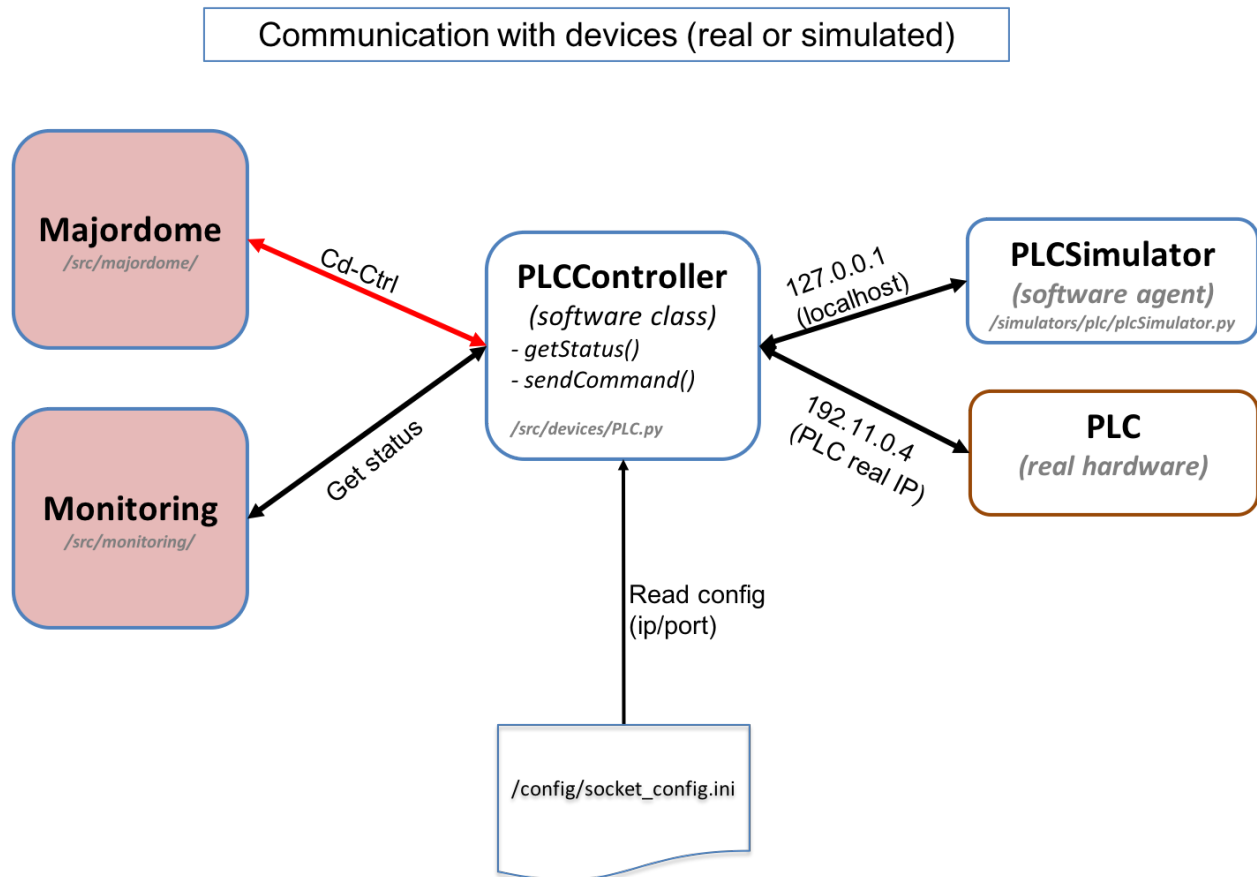 Communication with devices (real or simulated)
Majordome
/src/majordome/
Cd-Ctrl
PLCController
(software class)
- getStatus()
- sendCommand()
/src/devices/PLC.py
127.0.0.1
(localhost)
PLCSimulator
(software agent)
/simulators/plc/plcSimulator.py
192.11.0.4
(PLC real IP)
PLC
(real hardware)
Monitoring
/src/monitoring/
Get status
Read config
(ip/port)
/config/socket_config.ini